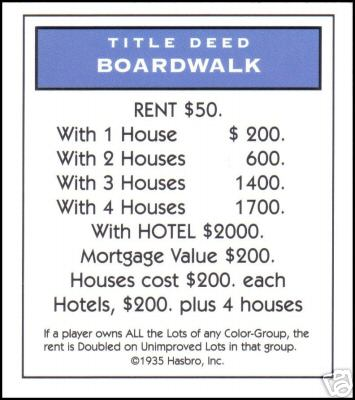 TITLE DEED
BOARDWALK
RENT $50.
With 1 House $ 200.
With 2 Houses 600.
With 3 Houses 1400.
With 4 Houses 1700.
With HOTEL $2000.
Mortgage Value $200.
Houses cost $200. each
Hotels, $200. plus 4 houses
If a player owns ALL the Lots of any Color-Group, the
rent is Doubled on Unimproved Lots in that group.
©1935 Hasbro, Inc.